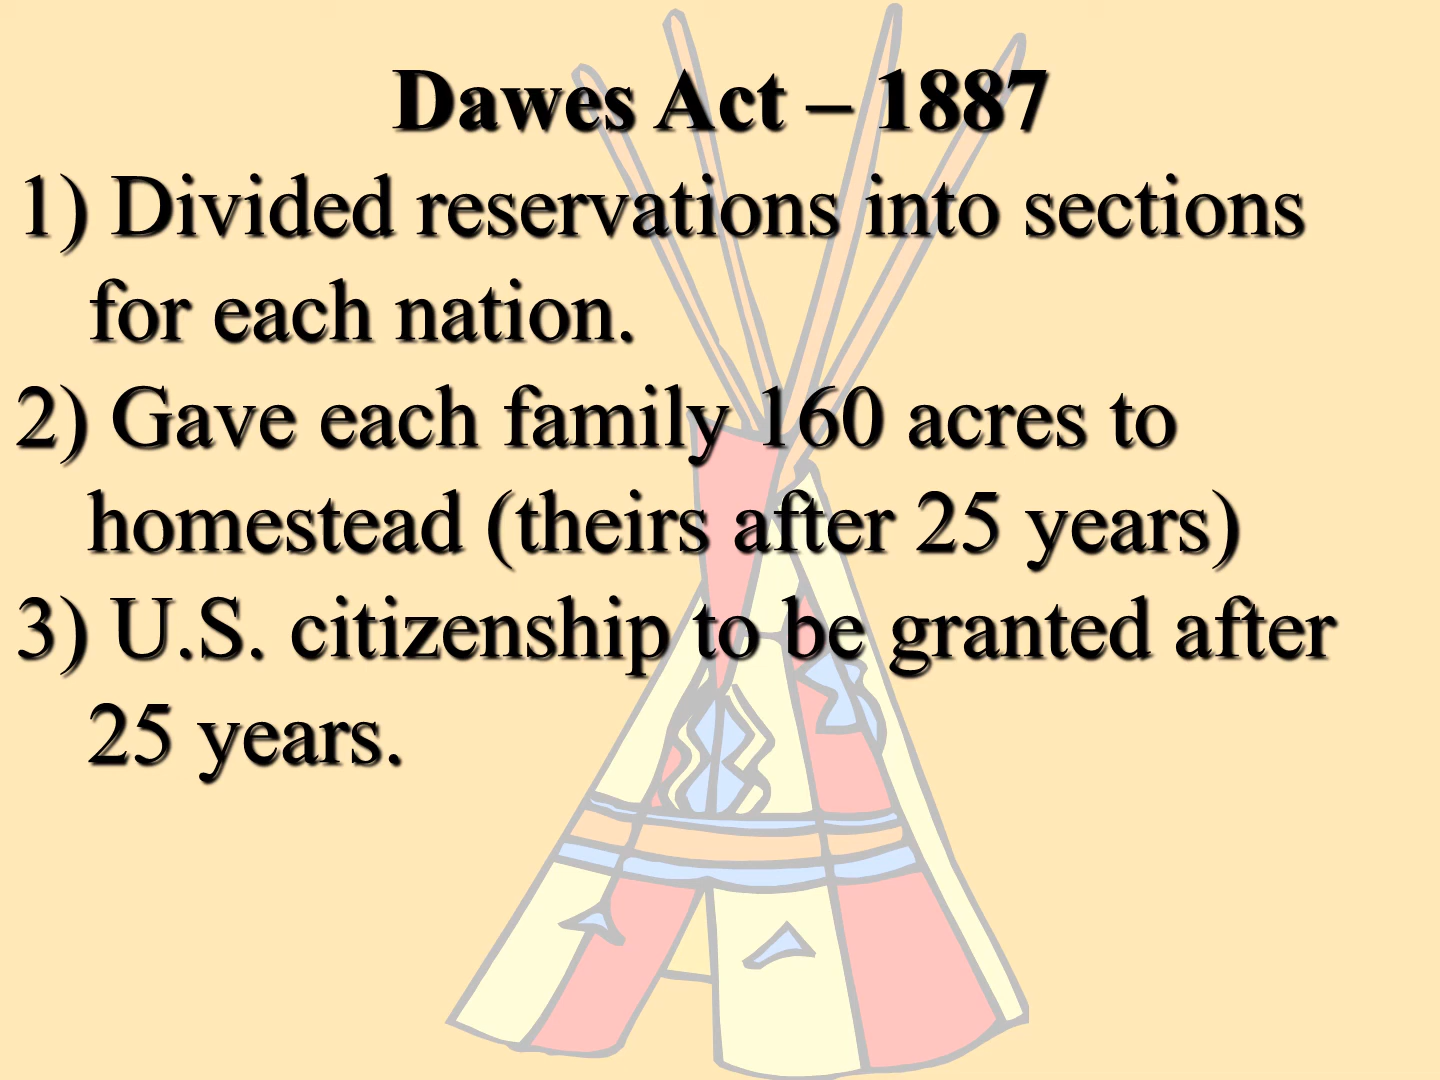 Dawes Act – 1887
1) Divided reservations into sections
for each nation.
2) Gave each family 160 acres to
homestead (theirs after 25 years)
3) U.S. citizenship to be granted after
25 years.